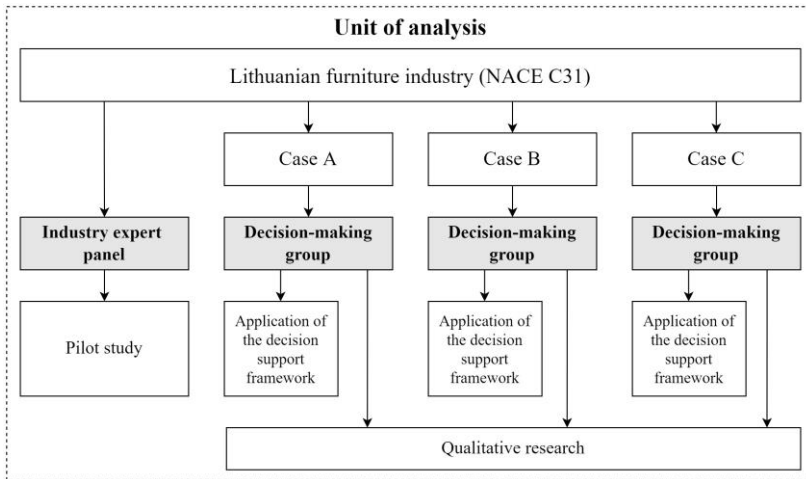 Unit of analysis
Lithuanian furniture industry (NACE C31)
Case A
Case B
Case C
Industry expert
panel
Decision-making
group
Decision-making
group
Decision-making
group
Pilot study
Application of
the decision
support
framework
Application of
the decision
support
framework
Application of
the decision
support
framework
Qualitative research